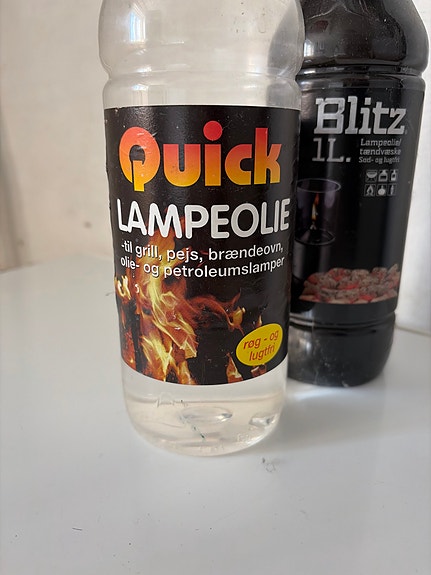 Quick
LAMPEOLIE
-til grill, pejs, brændeovn,
olie- og petroleumslamper
røg - og
lugtfri
Blitz
1L.
Lampeolie/
tændvæske
Sod- og lugtfri